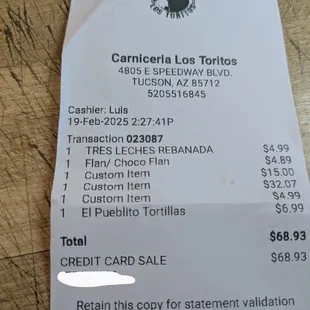 LOS TORITOS
Carniceria Los Toritos
4805 E SPEEDWAY BLVD.
TUCSON, AZ 85712
5205516845
Cashier: Luis
19-Feb-2025 2:27:41P
Transaction 023087
1 TRES LECHES REBANADA $4.99
1 Flan/ Choco Flan $4.89
1 Custom Item $15.00
1 Custom Item $32.07
1 Custom Item $4.99
1 El Pueblito Tortillas $6.99
Total $68.93
CREDIT CARD SALE $68.93
Retain this copy for statement validation